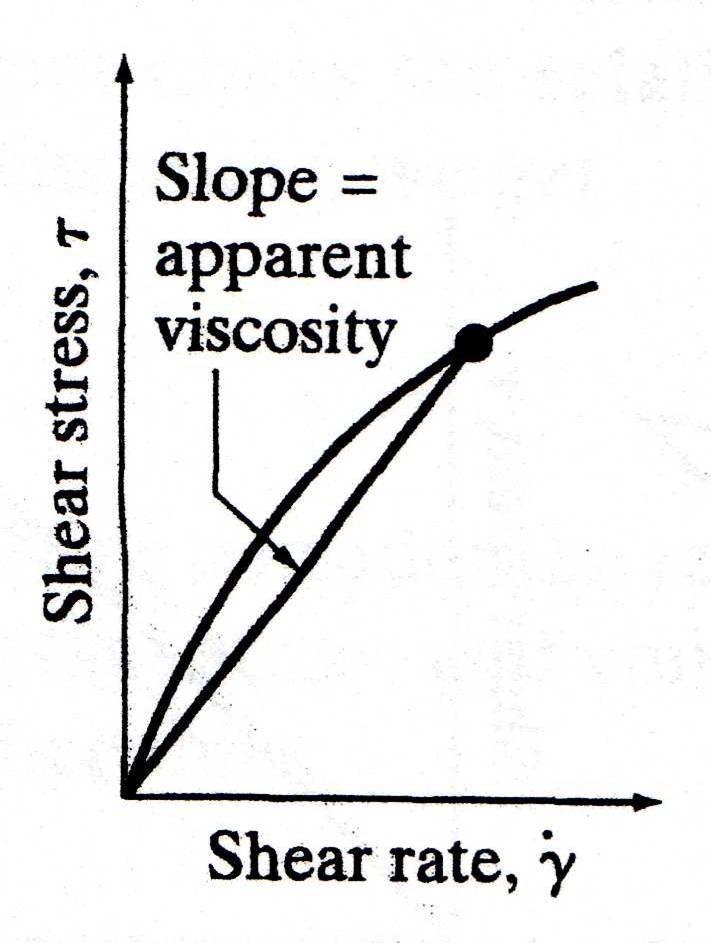 Slope =
apparent
viscosity
Shear stress, τ
Shear rate, γ̇